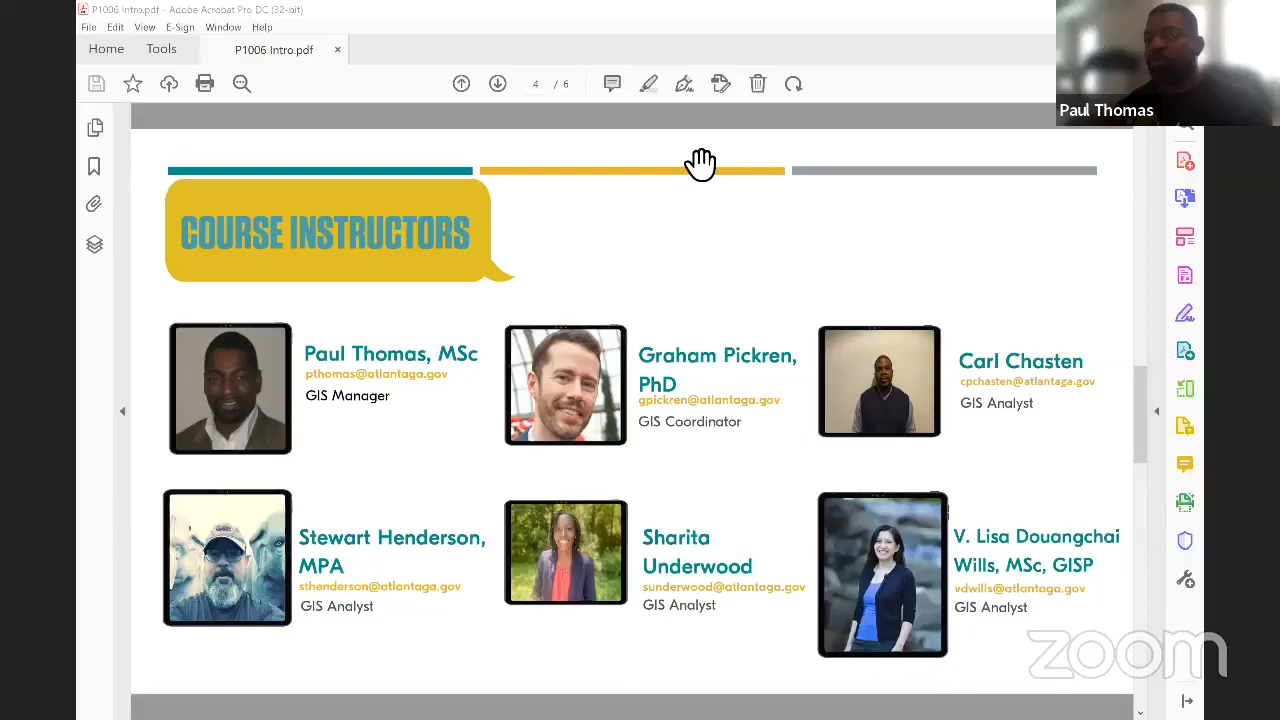 P1006 Intro.pdf - Adobe Acrobat Pro DC (32-bit)
File Edit View E-Sign Window Help
Home Tools P1006 Intro.pdf ×
4 / 6
Paul Thomas
COURSE INSTRUCTORS
Paul Thomas, MSc
pthomas@atlantaga.gov
GIS Manager
Graham Pickren,
PhD
gpickren@atlantaga.gov
GIS Coordinator
Carl Chasten
cpchasten@atlantaga.gov
GIS Analyst
Stewart Henderson,
MPA
sthenderson@atlantaga.gov
GIS Analyst
Sharita
Underwood
sunderwood@atlantaga.gov
GIS Analyst
V. Lisa Douangchai
Wills, MSc, GISP
vdwills@atlantaga.gov
GIS Analyst
zoom